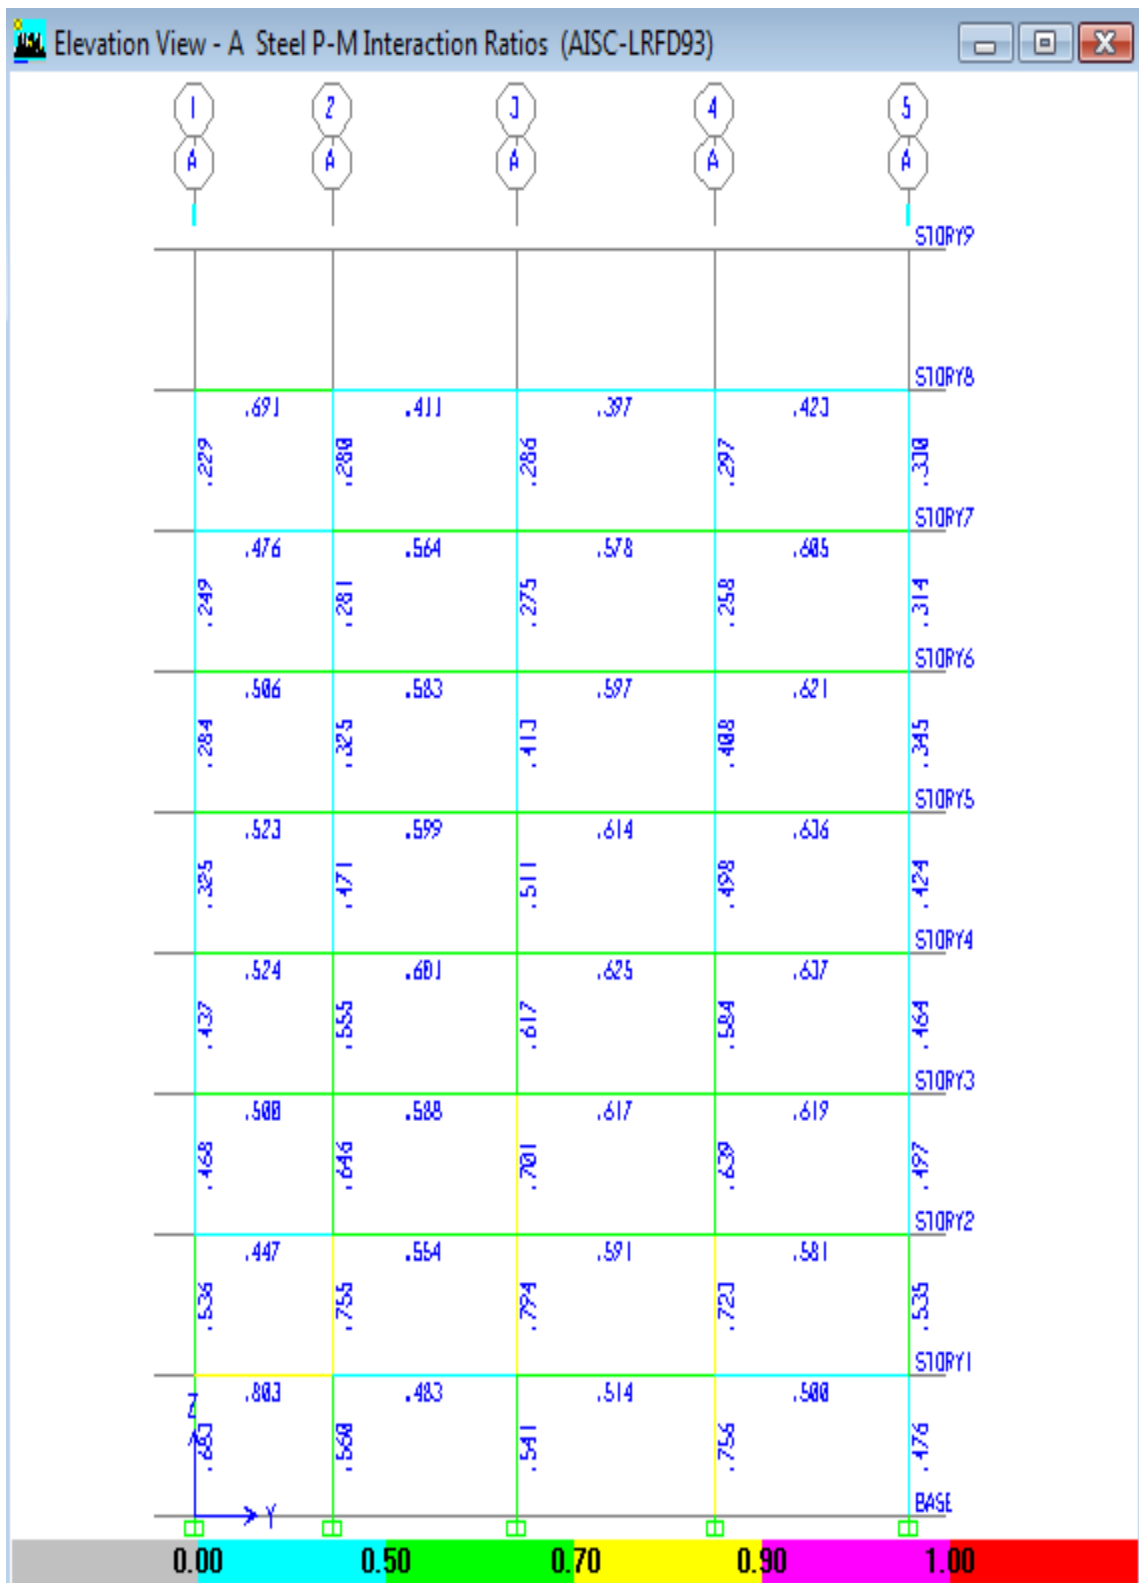 Elevation View - A Steel P-M Interaction Ratios (AISC-LRFD93)
1 2 3 4 5
A A A A A
STORY9
STORY8
.691 .411 .397 .423
.229 .280 .286 .297 .330
STORY7
.476 .564 .578 .605
.249 .281 .275 .258 .314
STORY6
.506 .583 .597 .621
.284 .325 .413 .408 .345
STORY5
.523 .599 .614 .636
.325 .471 .511 .498 .424
STORY4
.524 .601 .625 .637
.437 .555 .617 .584 .464
STORY3
.500 .588 .617 .619
.468 .646 .701 .639 .497
STORY2
.447 .554 .591 .581
.536 .755 .794 .723 .535
STORY1
.803 .483 .514 .500
Z
.683 .560 .541 .756 .476
BASE
Y
0.00 0.50 0.70 0.90 1.00